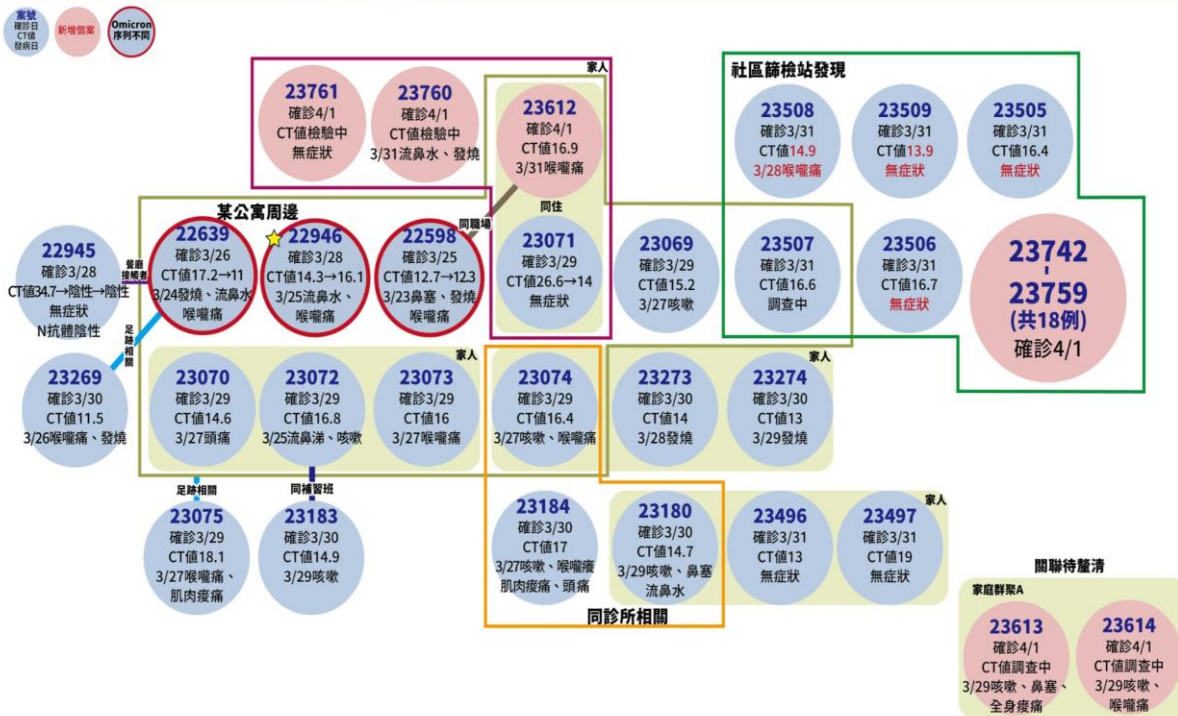 案號
確診日
CT值
發病日
新增個案
Omicron
序列不同
家人
23761
確診4/1
CT值檢驗中
無症狀
23760
確診4/1
CT值檢驗中
3/31流鼻水、發燒
23612
確診4/1
CT值16.9
3/31喉嚨痛
社區篩檢站發現
23508
確診3/31
CT值14.9
3/28喉嚨痛
23509
確診3/31
CT值13.9
無症狀
23505
確診3/31
CT值16.4
無症狀
某公寓周邊
同職場
同住
22945
確診3/28
CT值34.7→陰性→陰性
無症狀
N抗體陰性
餐庭
接觸者
22639
確診3/26
CT值17.2→11
3/24發燒、流鼻水
喉嚨痛
22946
確診3/28
CT值14.3→16.1
3/25流鼻水、
喉嚨痛
22598
確診3/25
CT值12.7→12.3
3/23鼻塞、發燒
喉嚨痛
23071
確診3/29
CT值26.6→14
無症狀
23069
確診3/29
CT值15.2
3/27咳嗽
23507
確診3/31
CT值16.6
調查中
23506
確診3/31
CT值16.7
無症狀
23742
-
23759
(共18例)
確診4/1
足跡相關
23269
確診3/30
CT值11.5
3/26喉嚨痛、發燒
家人
23070
確診3/29
CT值14.6
3/27頭痛
23072
確診3/29
CT值16.8
3/25流鼻涕、咳嗽
23073
確診3/29
CT值16
3/27喉嚨痛
家人
23074
確診3/29
CT值16.4
3/27咳嗽、喉嚨痛
23273
確診3/30
CT值14
3/28發燒
23274
確診3/30
CT值13
3/29發燒
足跡相關
同補習班
23075
確診3/29
CT值18.1
3/27喉嚨痛、
肌肉痠痛
23183
確診3/30
CT值14.9
3/29咳嗽
家人
23184
確診3/30
CT值17
3/27咳嗽、喉嚨癢
肌肉痠痛、頭痛
23180
確診3/30
CT值14.7
3/29咳嗽、鼻塞
流鼻水
23496
確診3/31
CT值13
無症狀
23497
確診3/31
CT值19
無症狀
同診所相關
關聯待釐清
家庭群聚A
23613
確診4/1
CT值調查中
3/29咳嗽、鼻塞、
全身痠痛
23614
確診4/1
CT值調查中
3/29咳嗽、
喉嚨痛